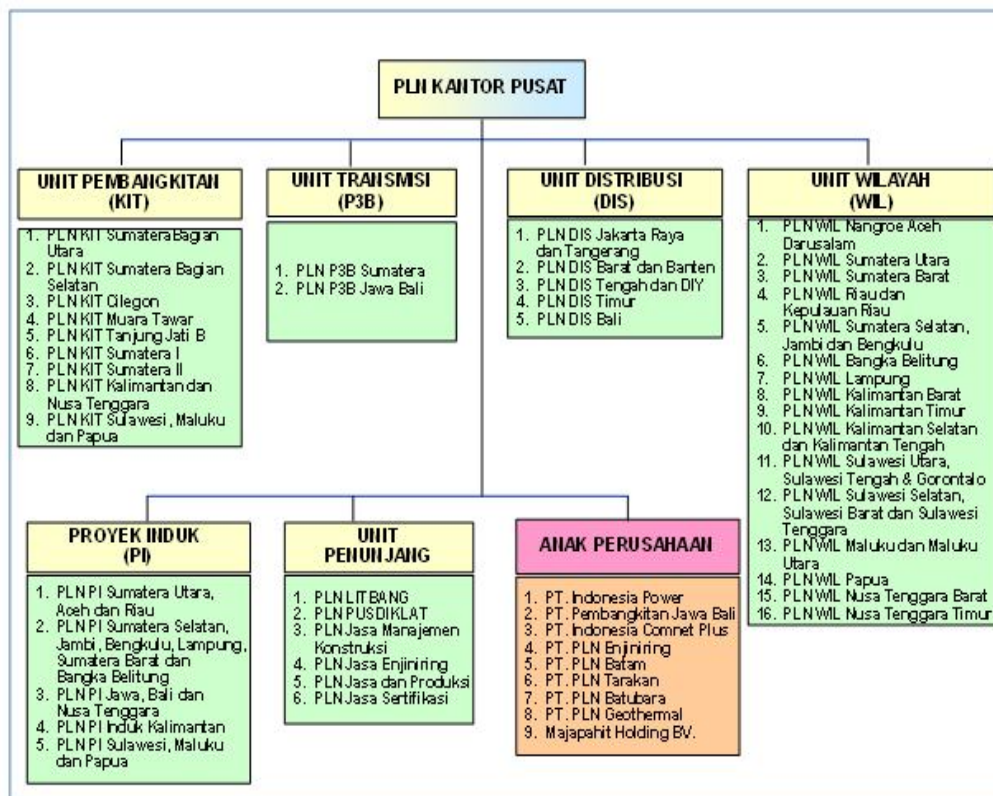 PLN KANTOR PUSAT
UNIT PEMBANGKITAN
(KIT)
1. PLN KIT Sumatera Bagian
Utara
2. PLN KIT Sumatera Bagian
Selatan
3. PLN KIT Cilegon
4. PLN KIT Muara Tawar
5. PLN KIT Tanjung Jati B
6. PLN KIT Sumatera I
7. PLN KIT Sumatera II
8. PLN KIT Kalimantan dan
Nusa Tenggara
9. PLN KIT Sulawesi, Maluku
dan Papua
UNIT TRANSMISI
(P3B)
1. PLN P3B Sumatera
2. PLN P3B Jawa Bali
UNIT DISTRIBUSI
(DIS)
1. PLN DIS Jakarta Raya
dan Tangerang
2. PLN DIS Barat dan Banten
3. PLN DIS Tengah dan DIY
4. PLN DIS Timur
5. PLN DIS Bali
UNIT WILAYAH
(WIL)
1. PLN WIL Nangroe Aceh
Darusalam
2. PLN WIL Sumatera Utara
3. PLN WIL Sumatera Barat
4. PLN WIL Riau dan
Kepulauan Riau
5. PLN WIL Sumatera Selatan,
Jambi dan Bengkulu
6. PLN WIL Bangka Belitung
7. PLN WIL Lampung
8. PLN WIL Kalimantan Barat
9. PLN WIL Kalimantan Timur
10. PLN WIL Kalimantan Selatan
dan Kalimantan Tengah
11. PLN WIL Sulawesi Utara,
Sulawesi Tengah & Gorontalo
12. PLN WIL Sulawesi Selatan,
Sulawesi Barat dan Sulawesi
Tenggara
13. PLN WIL Maluku dan Maluku
Utara
14. PLN WIL Papua
15. PLN WIL Nusa Tenggara Barat
16. PLN WIL Nusa Tenggara Timur
PROYEK INDUK
(PI)
1. PLN PI Sumatera Utara,
Aceh dan Riau
2. PLN PI Sumatera Selatan,
Jambi, Bengkulu, Lampung,
Sumatera Barat dan
Bangka Belitung
3. PLN PI Jawa, Bali dan
Nusa Tenggara
4. PLN PI Induk Kalimantan
5. PLN PI Sulawesi, Maluku
dan Papua
UNIT
PENUNJANG
1. PLN LITBANG
2. PLN PUSDIKLAT
3. PLN Jasa Manajemen
Konstruksi
4. PLN Jasa Enjiniring
5. PLN Jasa dan Produksi
6. PLN Jasa Sertifikasi
ANAK PERUSAHAAN
1. PT. Indonesia Power
2. PT. Pembangkitan Jawa Bali
3. PT. Indonesia Comnet Plus
4. PT. PLN Enjiniring
5. PT. PLN Batam
6. PT. PLN Tarakan
7. PT. PLN Batubara
8. PT. PLN Geothermal
9. Majapahit Holding BV.